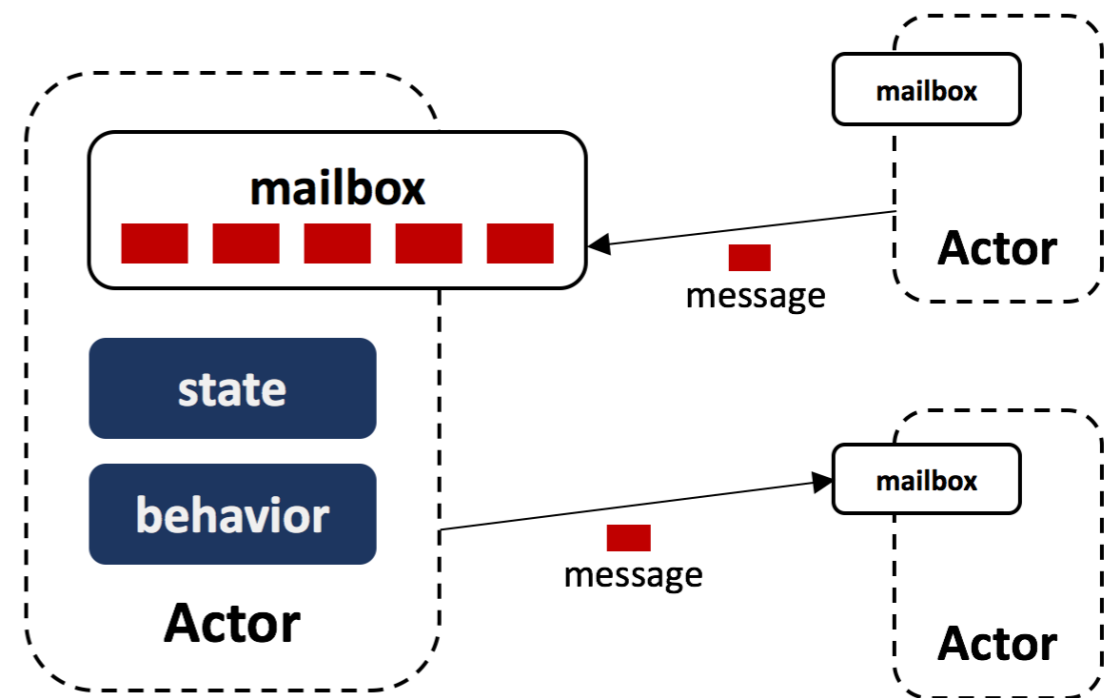 mailbox
state
behavior
Actor
message
message
mailbox
Actor
mailbox
Actor